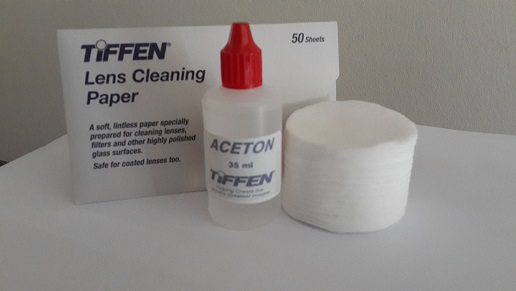 TIFFEN®
50 Sheets
Lens Cleaning
Paper
A soft, lintless paper specially
prepared for cleaning lenses,
filters and other highly polished
glass surfaces.
Safe for coated lenses too.
ACETON
35 ml
TIFFEN